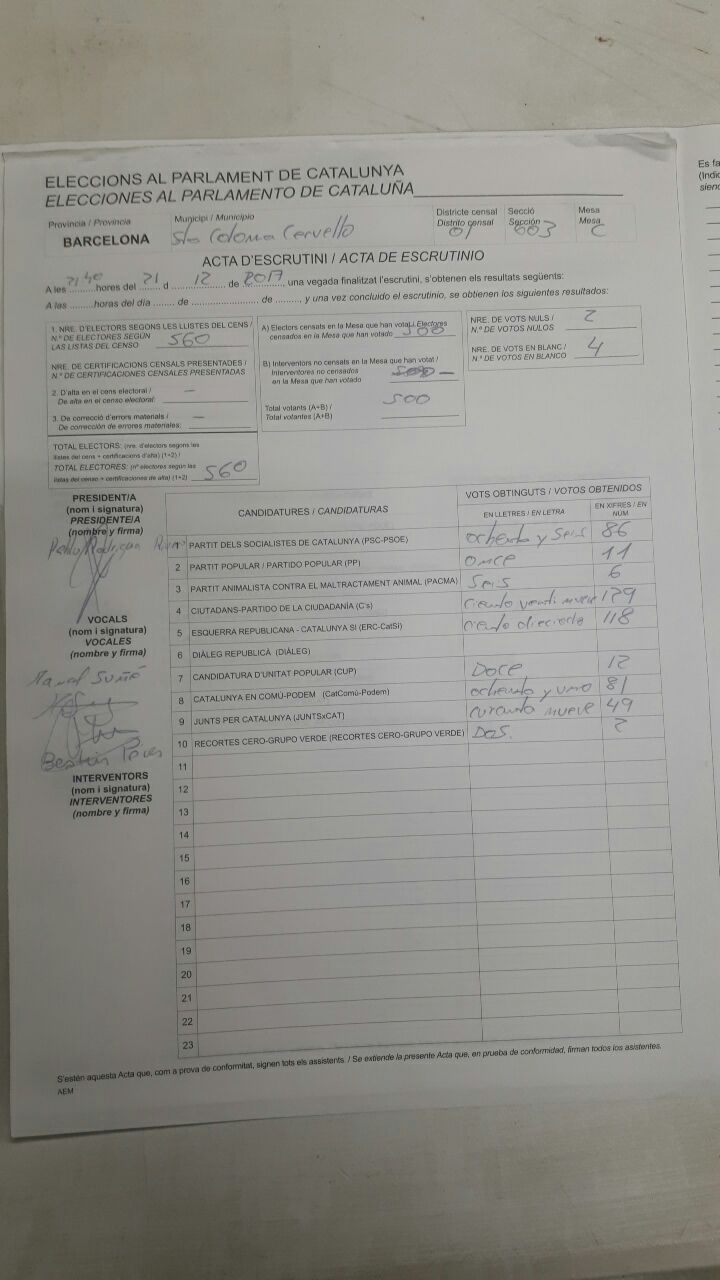 ELECCIONS AL PARLAMENT DE CATALUNYA
ELECCIONES AL PARLAMENTO DE CATALUÑA
Provincia / Provincia
BARCELONA
Municipi / Municipio
Sta Coloma Cervello
Districte censal
Distrito censal
01
Secció
Sección
003
Mesa
Mesa
C
ACTA D'ESCRUTINI / ACTA DE ESCRUTINIO
A les 21 40 hores del 21 d 12 de 2017, una vegada finalitzat l'escrutini, s'obtenen els resultats següents:
A las ......... horas del día ....... de ........................... de ........., y una vez concluido el escrutinio, se obtienen los siguientes resultados:
1. NRE. D'ELECTORS SEGONS LES LLISTES DEL CENS /
N.º DE ELECTORES SEGÚN
LAS LISTAS DEL CENSO 560
NRE. DE CERTIFICACIONS CENSALS PRESENTADES /
N.º DE CERTIFICACIONES CENSALES PRESENTADAS
2. D'alta en el cens electoral /
De alta en el censo electoral: —
3. De correcció d'errors materials / —
De corrección de errores materiales:
TOTAL ELECTORS: (nre. d'electors segons les
llistes del cens + certificacions d'alta) (1+2) /
TOTAL ELECTORES: (nº electores según las
listas del censo + certificaciones de alta) (1+2) 560
A) Electors censats en la Mesa que han votat / Electores
censados en la Mesa que han votado 500
B) Interventors no censats en la Mesa que han votat /
Interventores no censados
en la Mesa que han votado —
Total votants (A+B) /
Total votantes (A+B) 500
NRE. DE VOTS NULS /
N.º DE VOTOS NULOS 2
NRE. DE VOTS EN BLANC /
N.º DE VOTOS EN BLANCO 4
PRESIDENT/A
(nom i signatura)
PRESIDENTE/A
(nombre y firma)
VOCALS
(nom i signatura)
VOCALES
(nombre y firma)
INTERVENTORS
(nom i signatura)
INTERVENTORES
(nombre y firma)
CANDIDATURES / CANDIDATURAS
VOTS OBTINGUTS / VOTOS OBTENIDOS
EN LLETRES / EN LETRA
EN XIFRES / EN NÚM
1 PARTIT DELS SOCIALISTES DE CATALUNYA (PSC-PSOE) ochenta y seis 86
2 PARTIT POPULAR / PARTIDO POPULAR (PP) once 11
3 PARTIT ANIMALISTA CONTRA EL MALTRACTAMENT ANIMAL (PACMA) seis 6
4 CIUTADANS-PARTIDO DE LA CIUDADANÍA (C's) ciento venti nueve 129
5 ESQUERRA REPUBLICANA - CATALUNYA SÍ (ERC-CatSí) ciento 118
6 DIÀLEG REPUBLICÀ (DIÀLEG)
7 CANDIDATURA D'UNITAT POPULAR (CUP) Doce 12
8 CATALUNYA EN COMÚ-PODEM (CatComú-Podem) ochenta y uno 81
9 JUNTS PER CATALUNYA (JUNTSxCAT) nueve 49
10 RECORTES CERO-GRUPO VERDE (RECORTES CERO-GRUPO VERDE) Dos. 2
11
12
13
14
15
16
17
18
19
20
21
22
23
S'estén aquesta Acta que, com a prova de conformitat, signen tots els assistents. / Se extiende la presente Acta que, en prueba de conformidad, firman todos los asistentes.
AEM
Es fa
(Indic